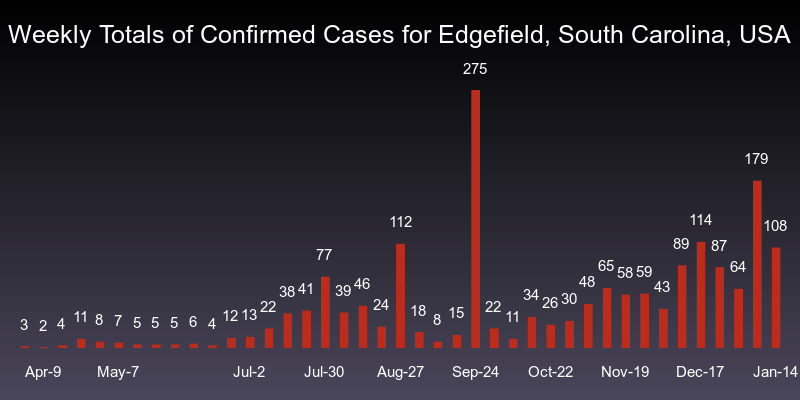 Weekly Totals of Confirmed Cases for Edgefield, South Carolina, USA
3 2 4 11 8 7 5 5 5 6 4 12 13 22 38 41 77 39 46 24 112 18 8 15 275 22 11 34 26 30 48 65 58 59 43 89 114 87 64 179 108
Apr-9 May-7 Jul-2 Jul-30 Aug-27 Sep-24 Oct-22 Nov-19 Dec-17 Jan-14